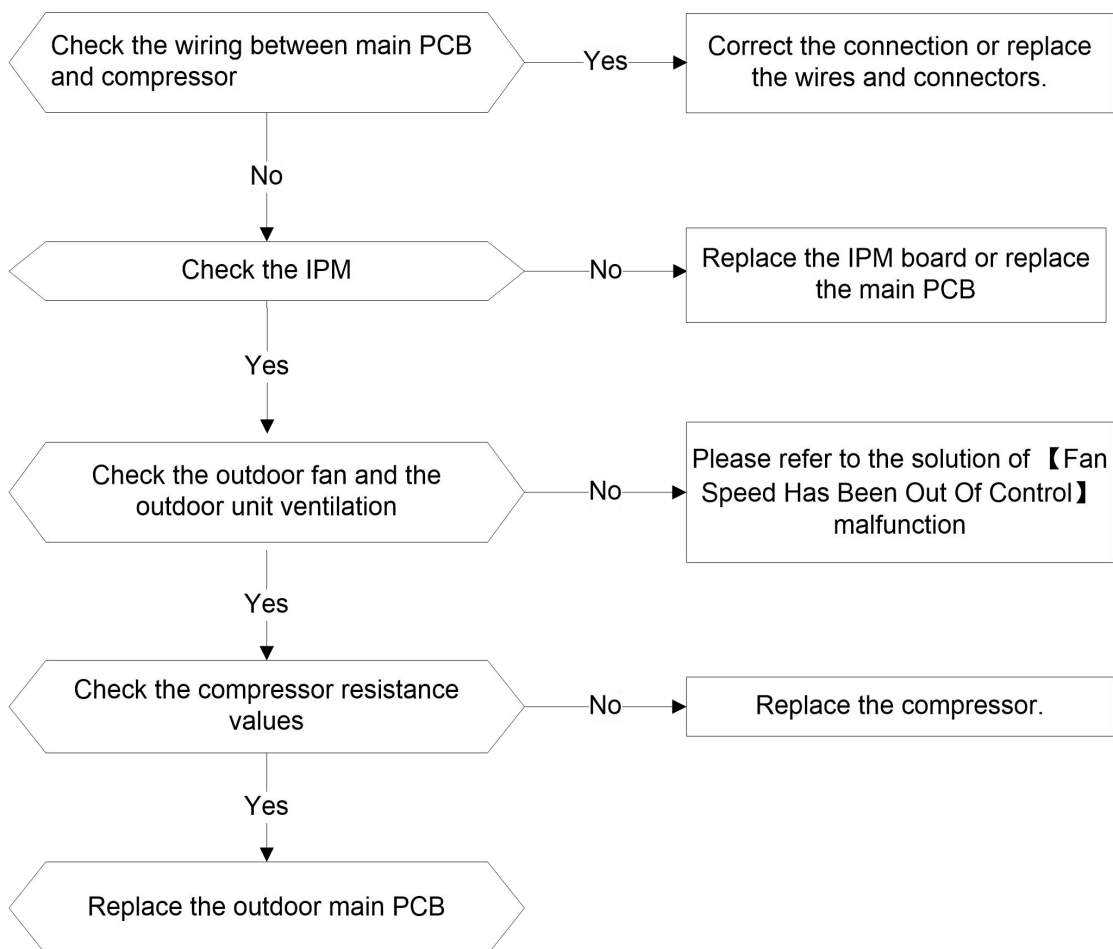 Check the wiring between main PCB
and compressor
Yes
Correct the connection or replace
the wires and connectors.
No
Check the IPM
No
Replace the IPM board or replace
the main PCB
Yes
Check the outdoor fan and the
outdoor unit ventilation
No
Please refer to the solution of 【Fan
Speed Has Been Out Of Control】
malfunction
Yes
Check the compressor resistance
values
No
Replace the compressor.
Yes
Replace the outdoor main PCB